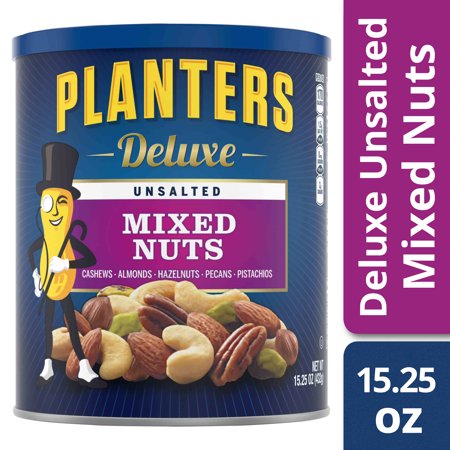 PLANTERS
Deluxe
UNSALTED
MIXED
NUTS
CASHEWS • ALMONDS • HAZELNUTS • PECANS • PISTACHIOS
NET WT
15.25 OZ (432g)
Deluxe Unsalted
Mixed Nuts
15.25
OZ